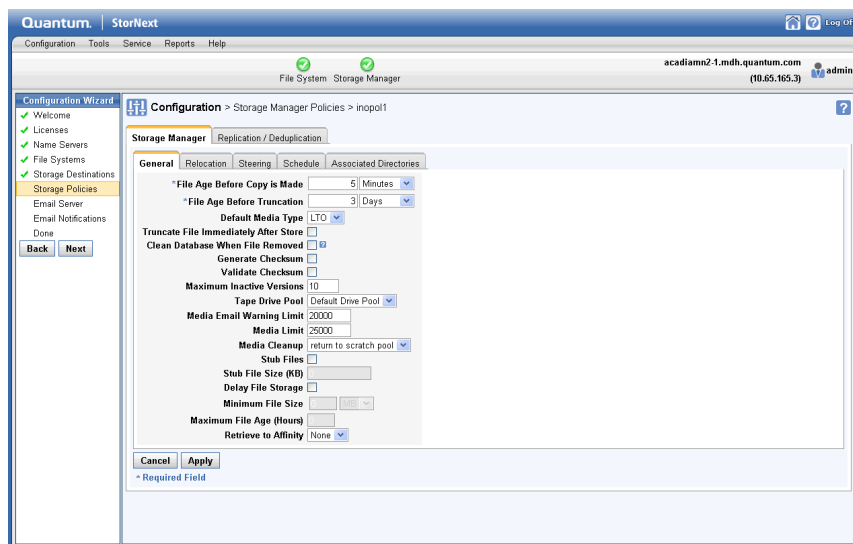 Quantum. StorNext
Log Of
Configuration Tools Service Reports Help
File System Storage Manager
acadiamn2-1.mdh.quantum.com
(10.65.165.3)
admin
Configuration Wizard
Welcome
Licenses
Name Servers
File Systems
Storage Destinations
Storage Policies
Email Server
Email Notifications
Done
Back Next
Configuration > Storage Manager Policies > inopol1
?
Storage Manager Replication / Deduplication
General Relocation Steering Schedule Associated Directories
*File Age Before Copy is Made 5 Minutes
*File Age Before Truncation 3 Days
Default Media Type LTO
Truncate File Immediately After Store
Clean Database When File Removed ?
Generate Checksum
Validate Checksum
Maximum Inactive Versions 10
Tape Drive Pool Default Drive Pool
Media Email Warning Limit 20000
Media Limit 25000
Media Cleanup return to scratch pool
Stub Files
Stub File Size (KB)
Delay File Storage
Minimum File Size MB
Maximum File Age (Hours)
Retrieve to Affinity None
Cancel Apply
* Required Field